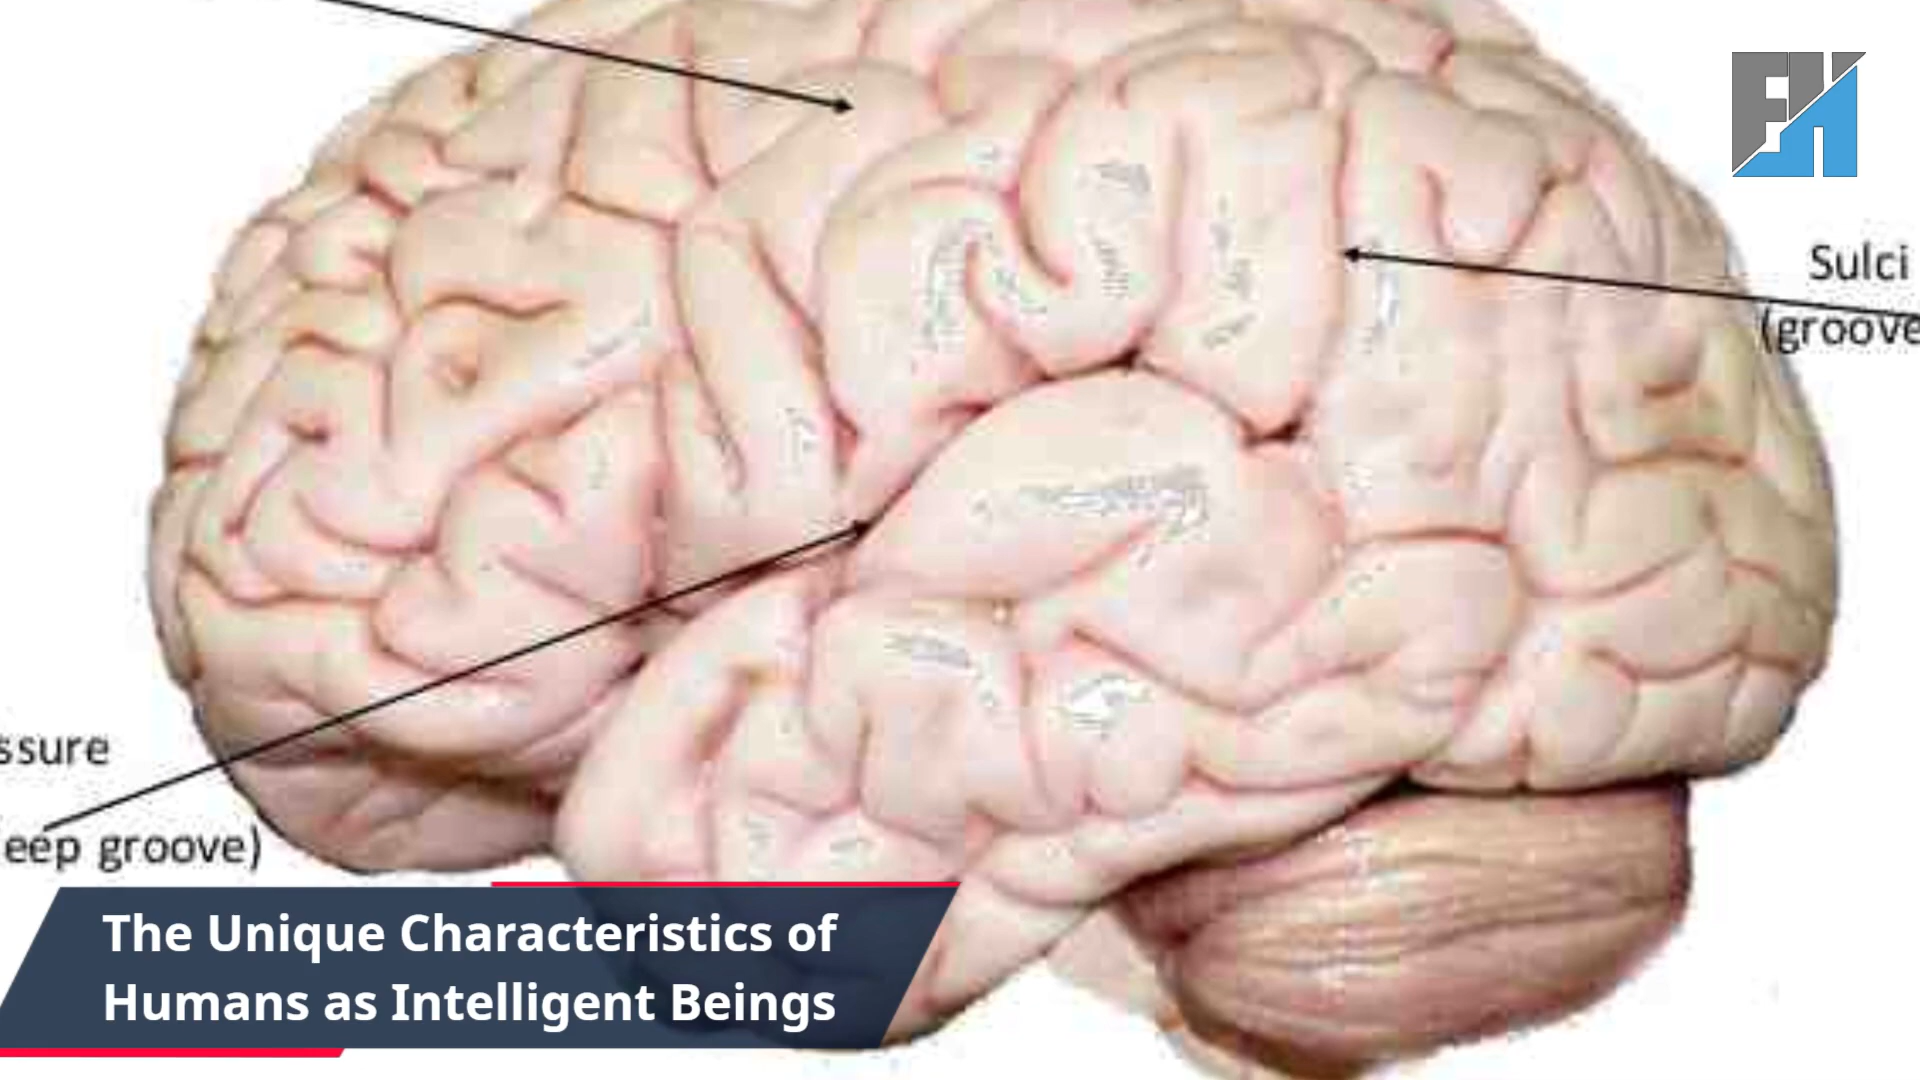 Sulci
(groove
ssure
eep groove)
The Unique Characteristics of
Humans as Intelligent Beings